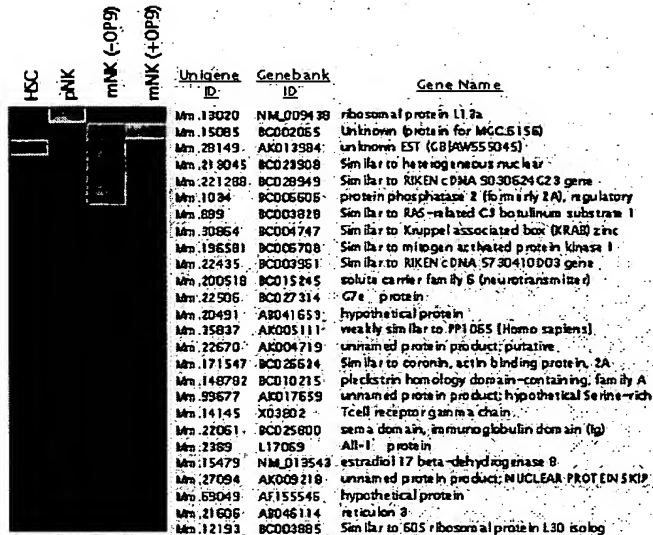 HSC
pNK
mNK (-OP9)
mNK (+OP9)
Unigene ID Genebank ID Gene Name
Mm.13020 NM_009438 ribosomal protein L13a
Mm.15085 BC002065 Unknown (protein for MGC:6156)
Mm.28149 AK013984 unknown EST (GB|AW555045)
Mm.213045 BC023908 Similar to heterogeneous nuclear
Mm.221288 BC028949 Similar to RIKEN cDNA 9030624C23 gene
Mm.1034 BC006606 protein phosphatase 2 (formerly 2A), regulatory
Mm.889 BC003828 Similar to RAS-related C3 botulinum substrate 1
Mm.30864 BC004747 Similar to Kruppel associated box (KRAB) zinc
Mm.196581 BC006708 Similar to mitogen activated protein kinase 1
Mm.22435 BC003961 Similar to RIKEN cDNA 5730410D03 gene
Mm.200518 BC015245 solute carrier family 6 (neurotransmitter)
Mm.22506 BC027314 G7e protein
Mm.20491 AB041653 hypothetical protein
Mm.35837 AK005111 weakly similar to PP1065 [Homo sapiens]
Mm.22670 AK004719 unnamed protein product; putative
Mm.171547 BC026634 Similar to coronin, actin binding protein, 2A
Mm.148792 BC010215 pleckstrin homology domain-containing, family A
Mm.99677 AK017659 unnamed protein product; hypothetical Serine-rich
Mm.14145 X03802 T cell receptor gamma chain
Mm.22061 BC025800 sema domain, immunoglobulin domain (Ig)
Mm.2389 L17069 All-1 protein
Mm.15479 NM_013543 estradiol 17 beta-dehydrogenase 8
Mm.27094 AK009218 unnamed protein product; NUCLEAR PROTEIN SKIP
Mm.69049 AF155546 hypothetical protein
Mm.21606 AB046114 reticulon 3
Mm.12193 BC003885 Similar to 60S ribosomal protein L30 isolog